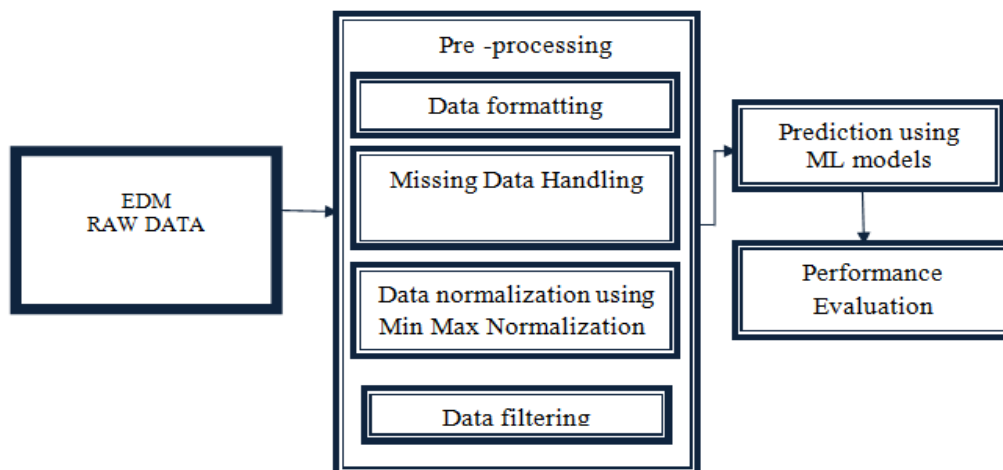 EDM
RAW DATA
Pre -processing
Data formatting
Missing Data Handling
Data normalization using
Min Max Normalization
Data filtering
Prediction using
ML models
Performance
Evaluation